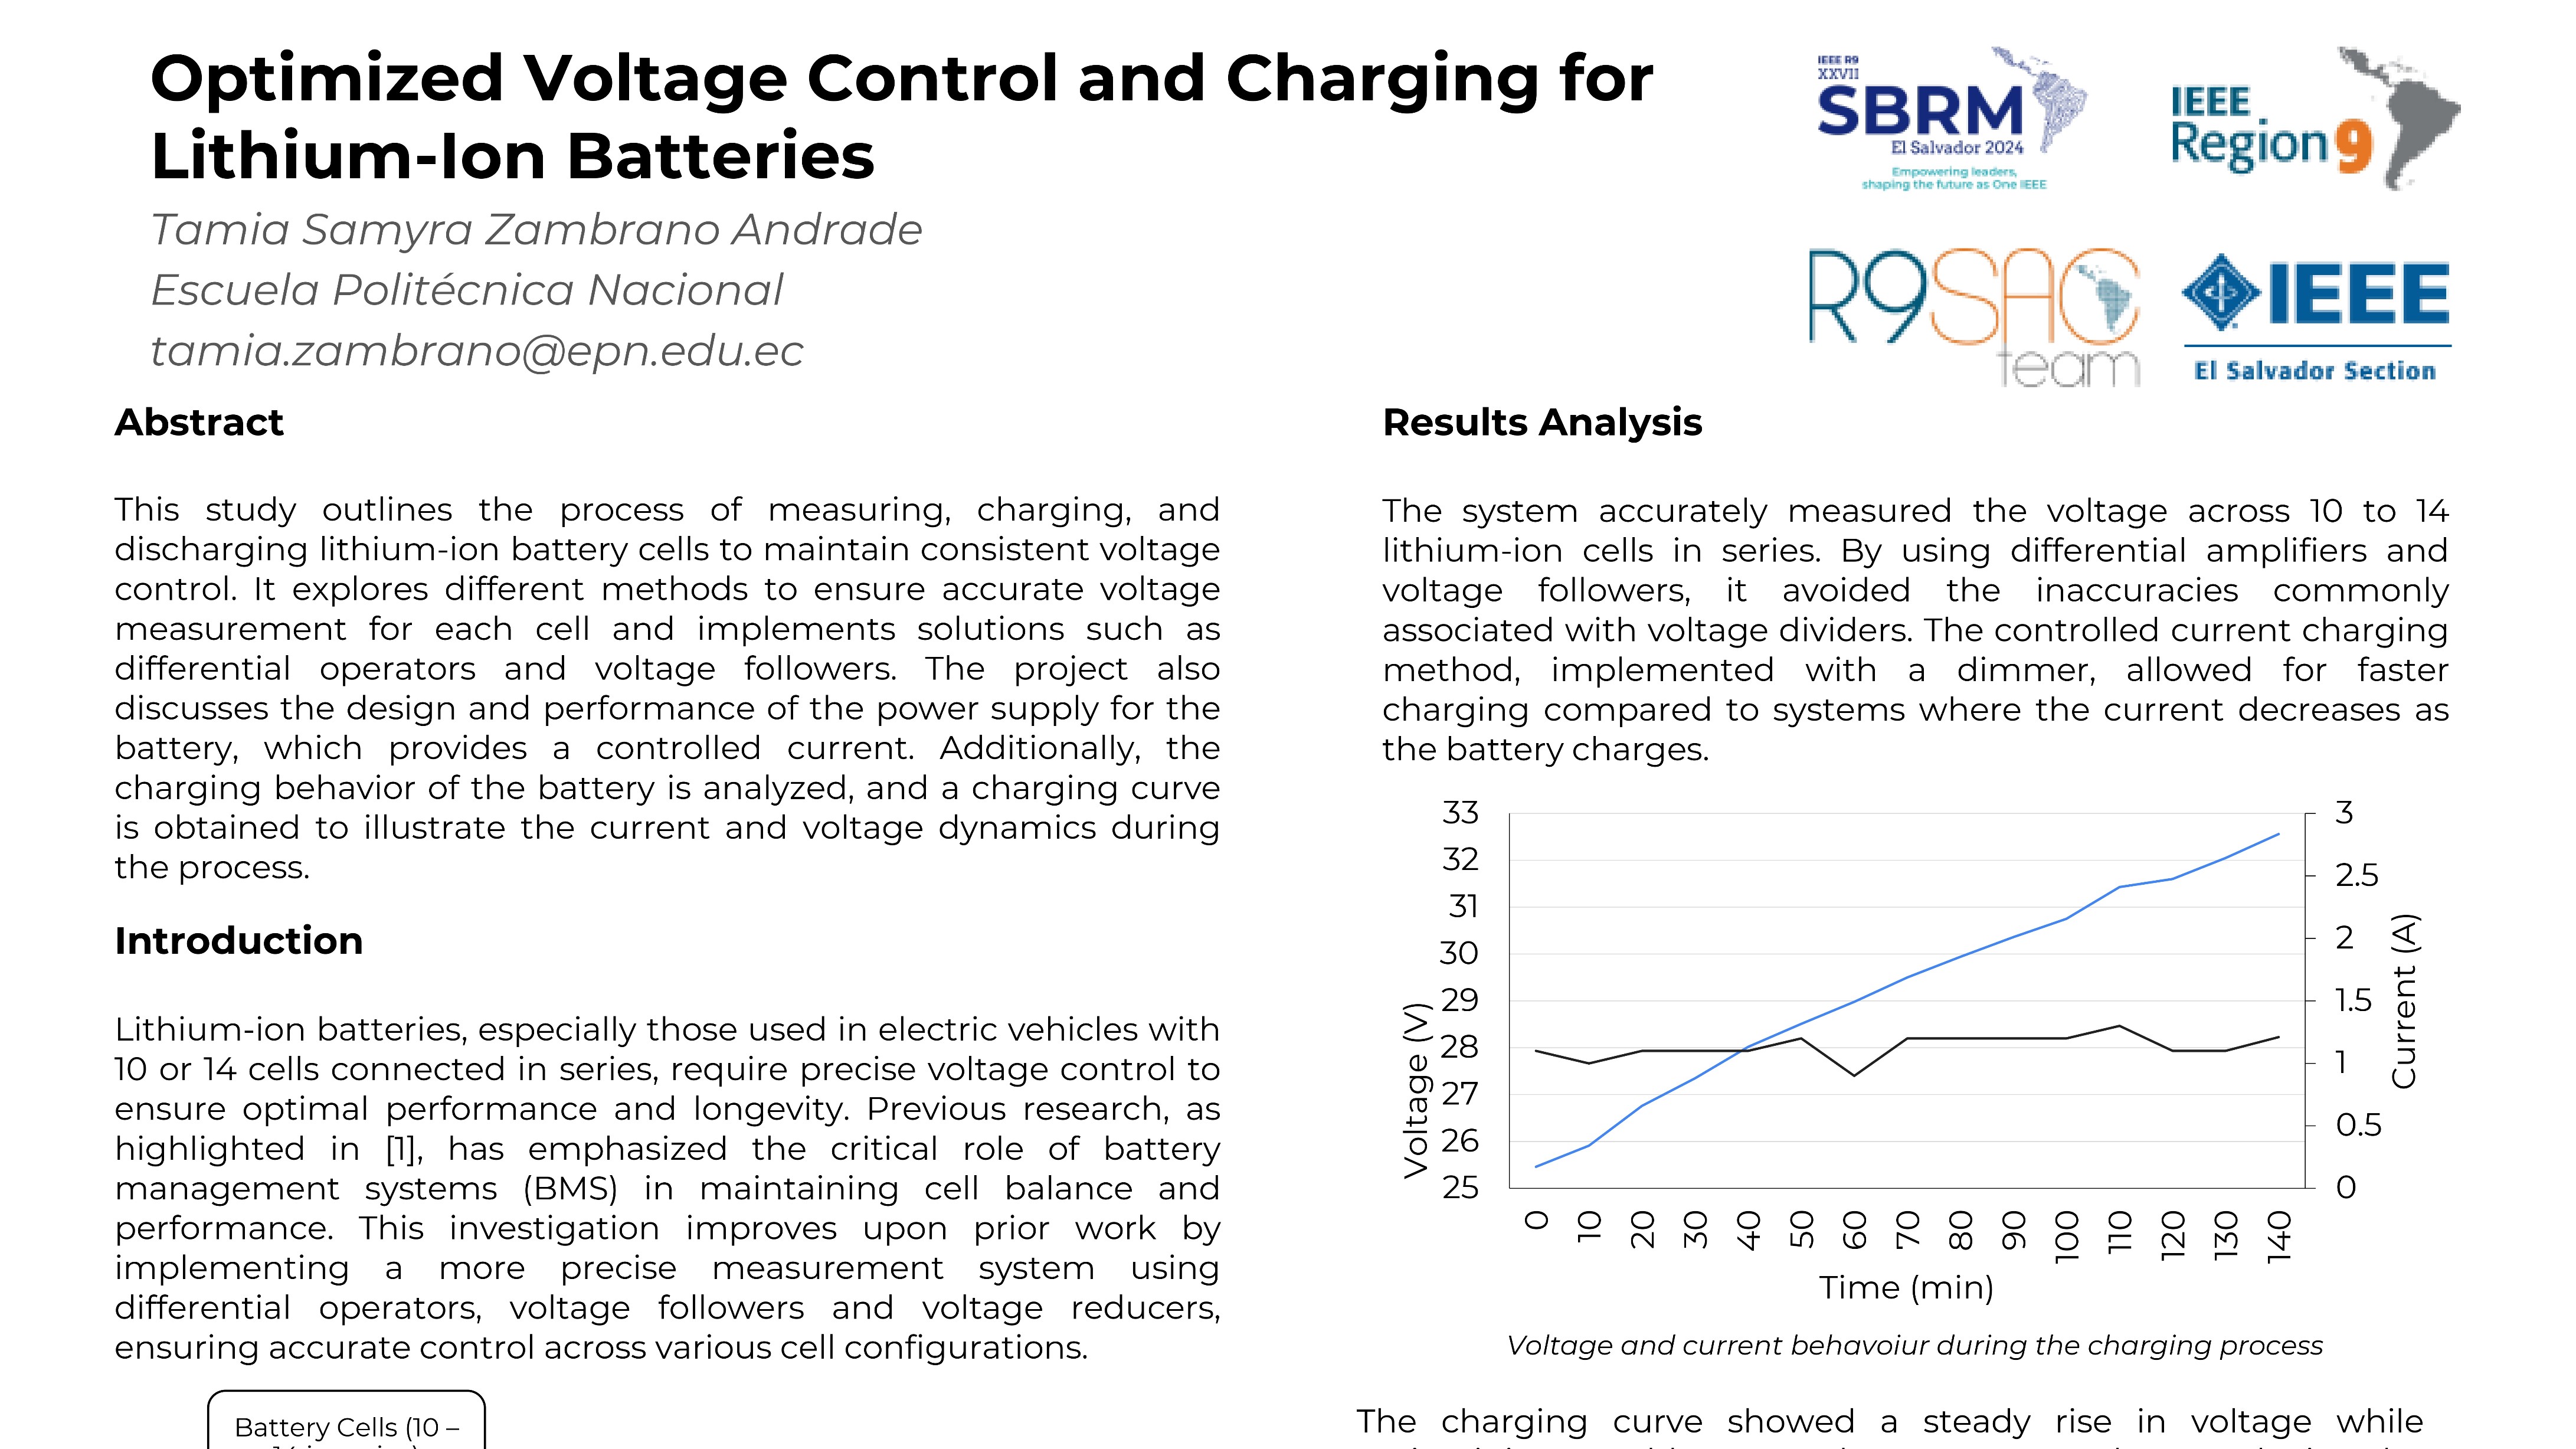 Optimized Voltage Control and Charging for
Lithium-Ion Batteries
Tamia Samyra Zambrano Andrade
Escuela Politécnica Nacional
tamia.zambrano@epn.edu.ec
IEEE R9
XXVII
SBRM
El Salvador 2024
Empowering leaders,
shaping the future as One IEEE
IEEE
Region 9
R9SAC
team
IEEE
El Salvador Section
Abstract
This study outlines the process of measuring, charging, and
discharging lithium-ion battery cells to maintain consistent voltage
control. It explores different methods to ensure accurate voltage
measurement for each cell and implements solutions such as
differential operators and voltage followers. The project also
discusses the design and performance of the power supply for the
battery, which provides a controlled current. Additionally, the
charging behavior of the battery is analyzed, and a charging curve
is obtained to illustrate the current and voltage dynamics during
the process.
Introduction
Lithium-ion batteries, especially those used in electric vehicles with
10 or 14 cells connected in series, require precise voltage control to
ensure optimal performance and longevity. Previous research, as
highlighted in [1], has emphasized the critical role of battery
management systems (BMS) in maintaining cell balance and
performance. This investigation improves upon prior work by
implementing a more precise measurement system using
differential operators, voltage followers and voltage reducers,
ensuring accurate control across various cell configurations.
Battery Cells (10 –
Results Analysis
The system accurately measured the voltage across 10 to 14
lithium-ion cells in series. By using differential amplifiers and
voltage followers, it avoided the inaccuracies commonly
associated with voltage dividers. The controlled current charging
method, implemented with a dimmer, allowed for faster
charging compared to systems where the current decreases as
the battery charges.
33
32
31
30
29
28
27
26
25
Voltage (V)
3
2.5
2
1.5
1
0.5
0
Current (A)
0 10 20 30 40 50 60 70 80 90 100 110 120 130 140
Time (min)
Voltage and current behavoiur during the charging process
The charging curve showed a steady rise in voltage while